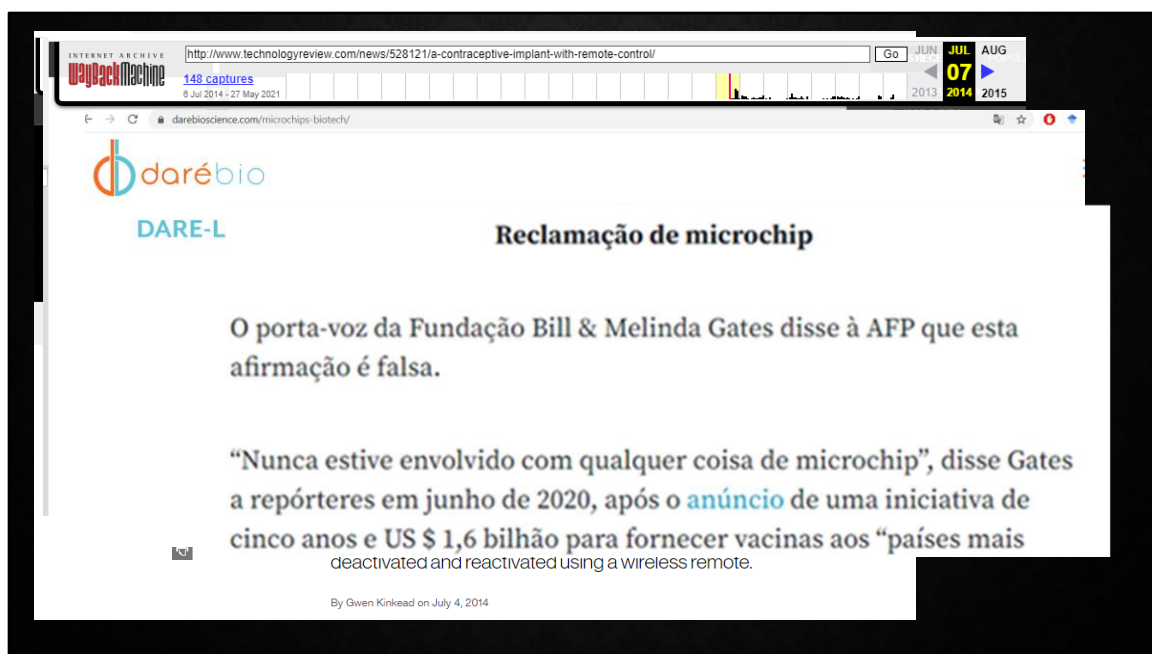 INTERNET ARCHIVE
WayBackMachine
http://www.technologyreview.com/news/528121/a-contraceptive-implant-with-remote-control/
Go
JUN
JUL
AUG
148 captures
07
6 Jul 2014 - 27 May 2021
2013
2014
2015
darebioscience.com/microchips-biotech/
darébio
DARE-L
Reclamação de microchip
O porta-voz da Fundação Bill & Melinda Gates disse à AFP que esta
afirmação é falsa.
“Nunca estive envolvido com qualquer coisa de microchip”, disse Gates
a repórteres em junho de 2020, após o anúncio de uma iniciativa de
cinco anos e US $ 1,6 bilhão para fornecer vacinas aos “países mais
deactivated and reactivated using a wireless remote.
By Gwen Kinkead on July 4, 2014